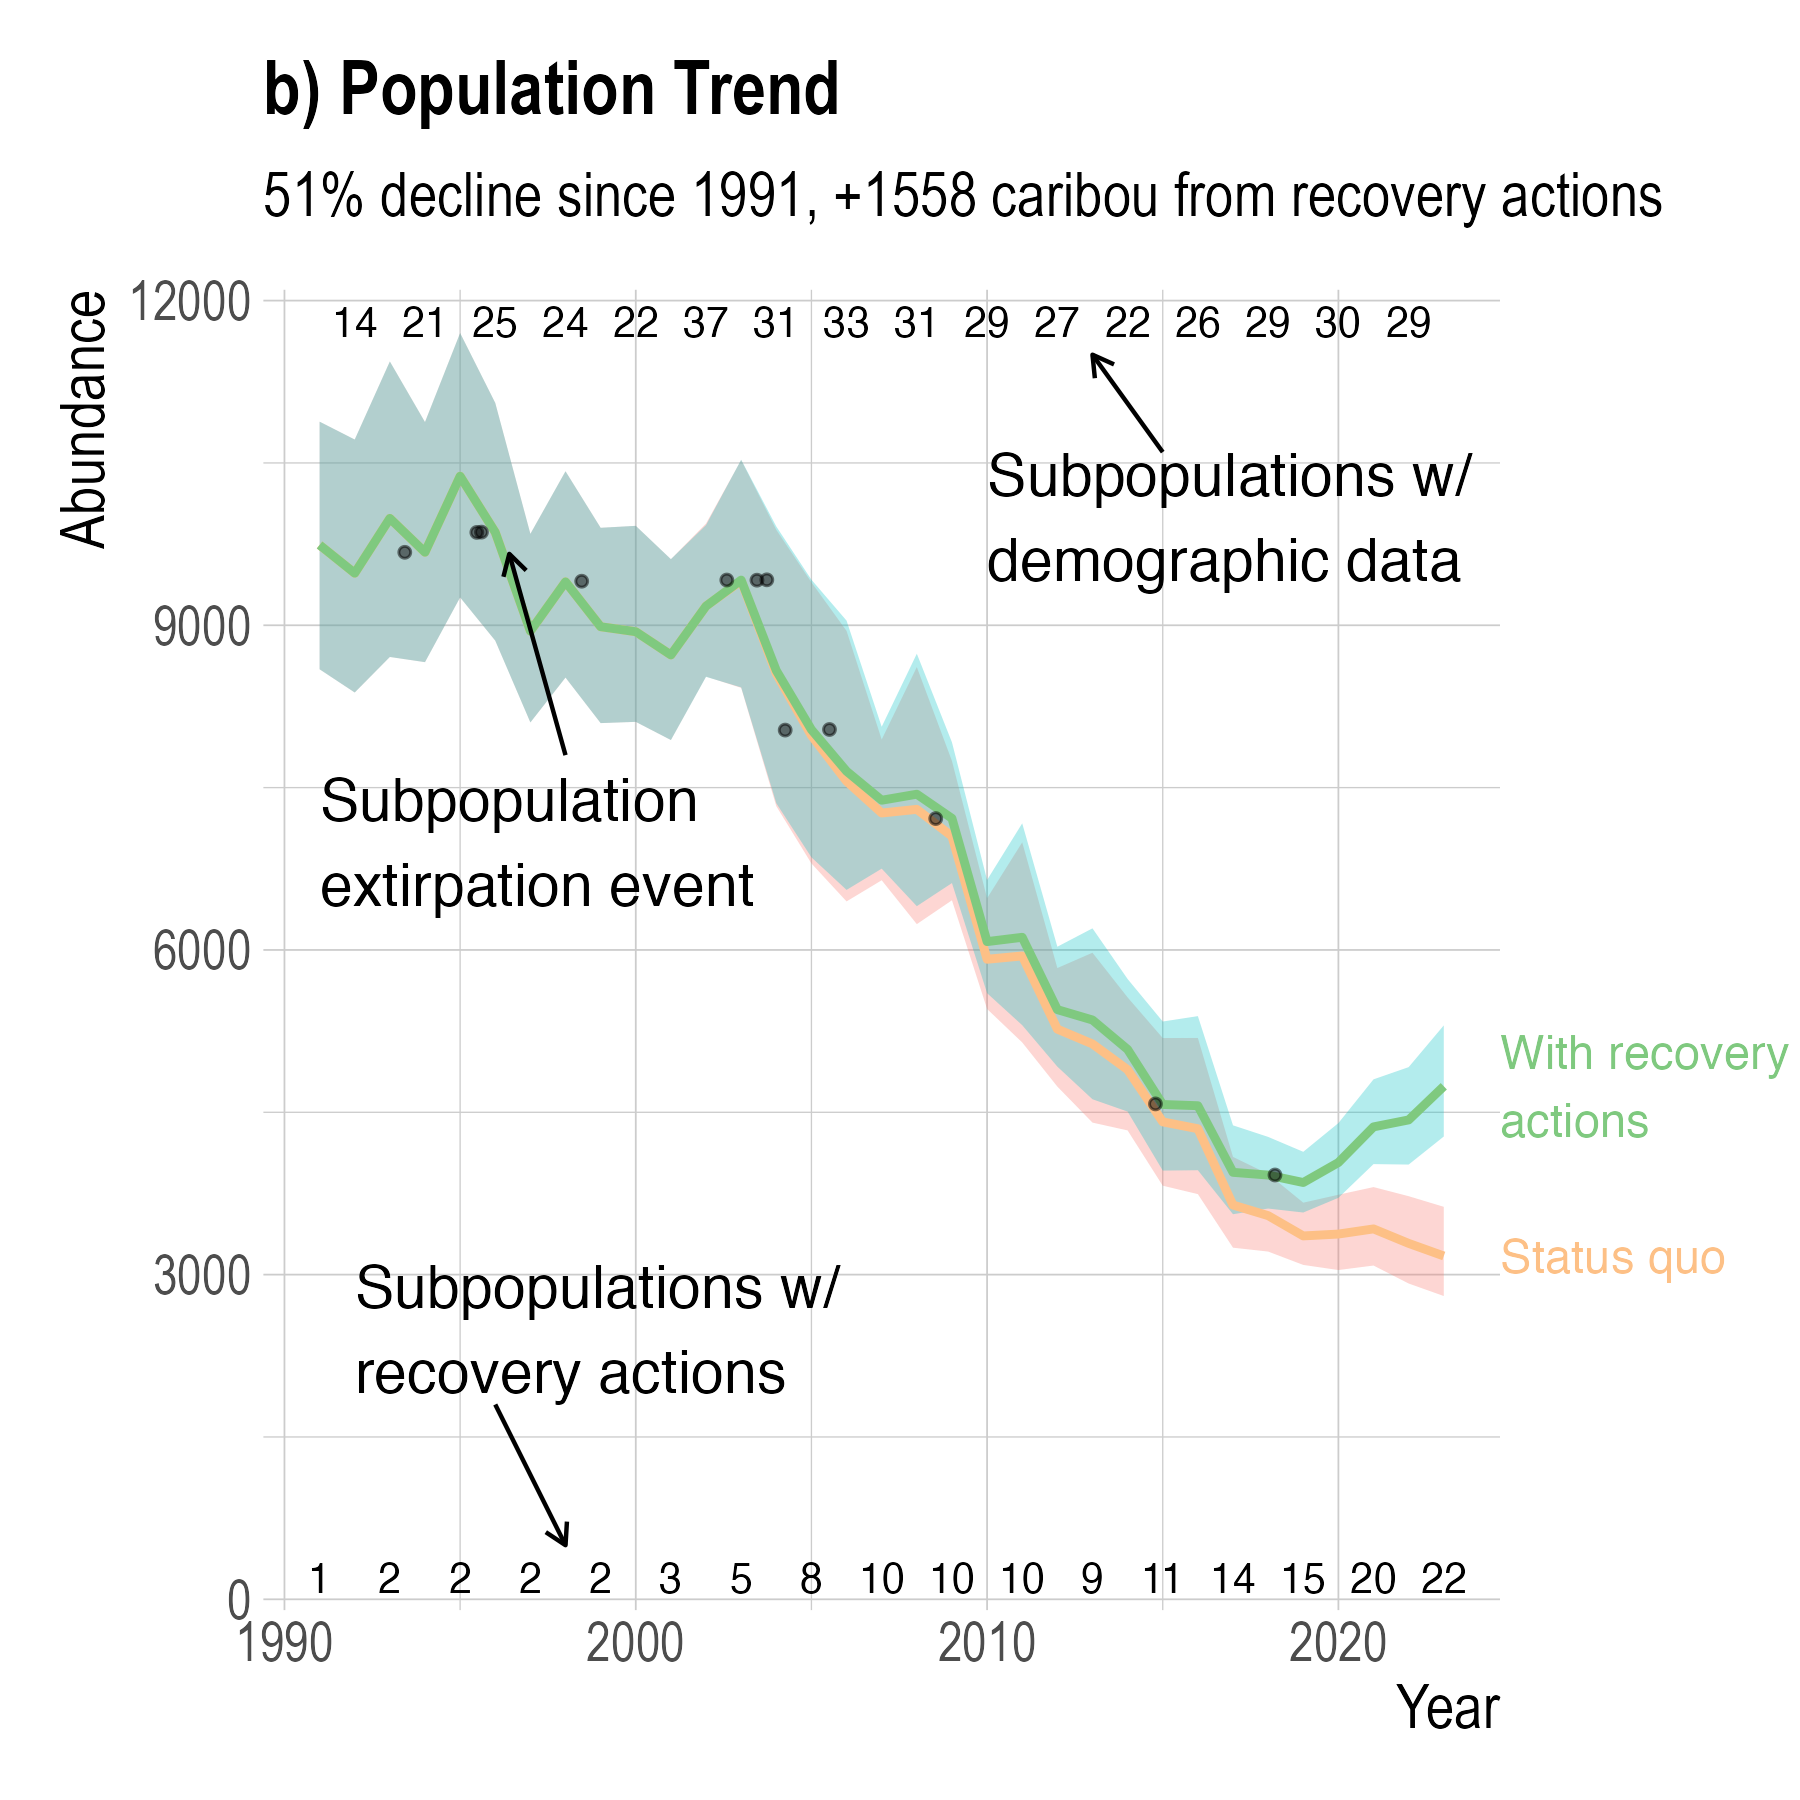 b) Population Trend
51% decline since 1991, +1558 caribou from recovery actions
Abundance
12000
14 21 25 24 22 37 31 33 31 29 27 22 26 29 30 29
Subpopulations w/
demographic data
9000
Subpopulation
extirpation event
6000
With recovery
actions
Status quo
3000
Subpopulations w/
recovery actions
1 2 2 2 2 3 5 8 10 10 10 9 11 14 15 20 22
0
1990 2000 2010 2020
Year